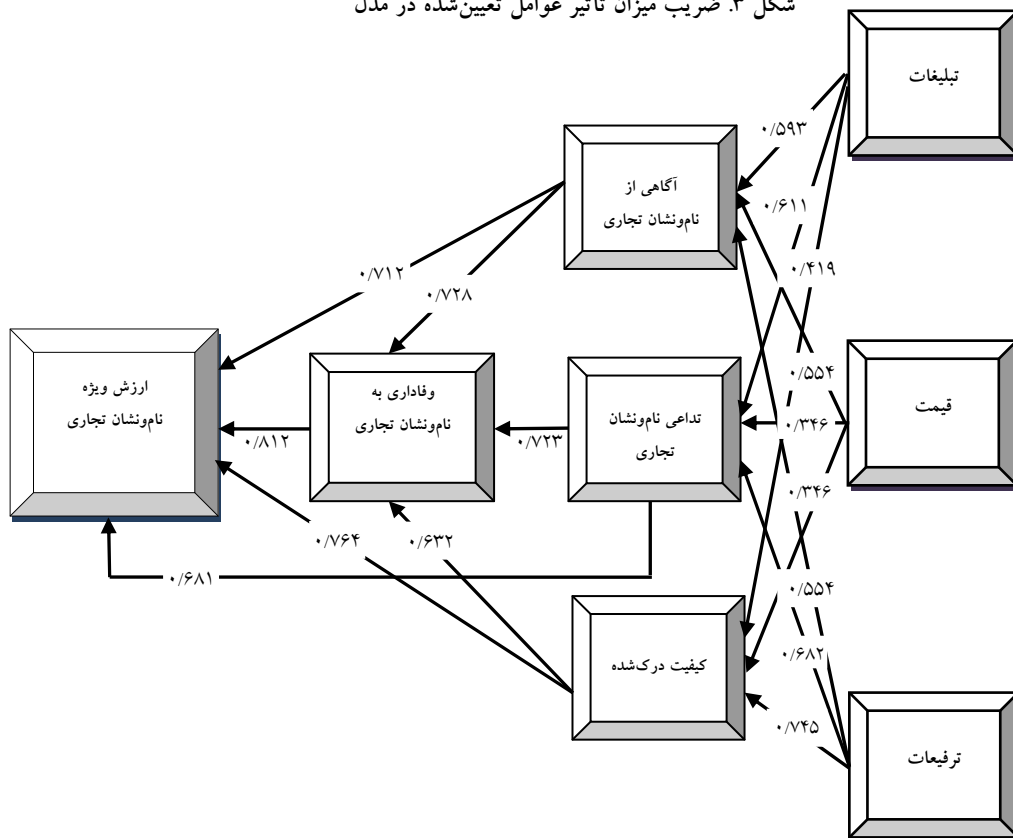 شکل ۳. ضریب میزان تأثیر عوامل تعیین‌شده در مدل
تبلیغات
۰/۵۹۳
آگاهی از
نام‌ونشان تجاری
۰/۶۱۱
۰/۴۱۹
۰/۷۱۲
۰/۷۲۸
۰/۵۵۴
قیمت
ارزش ویژه
نام‌ونشان تجاری
وفاداری به
نام‌ونشان تجاری
تداعی نام‌ونشان
تجاری
۰/۳۴۶
۰/۸۱۲
۰/۷۲۳
۰/۳۴۶
۰/۷۶۴
۰/۶۳۲
۰/۶۸۱
۰/۵۵۴
۰/۶۸۲
کیفیت درک‌شده
۰/۷۴۵
ترفیعات